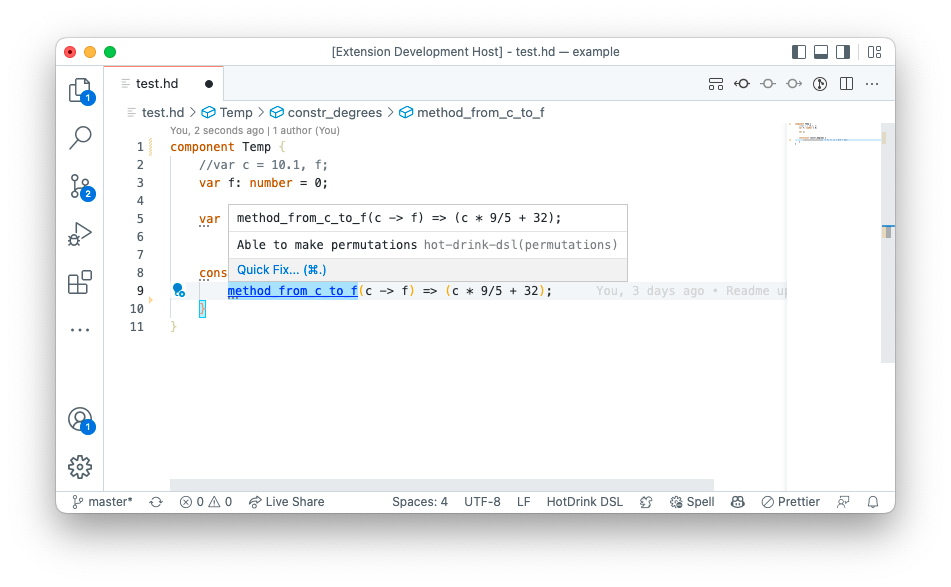 [Extension Development Host] - test.hd — example
test.hd
test.hd > Temp > constr_degrees > method_from_c_to_f
You, 2 seconds ago | 1 author (You)
1 component Temp {
2 //var c = 10.1, f;
3 var f: number = 0;
4
method_from_c_to_f(c -> f) => (c * 9/5 + 32);
5 var
6
Able to make permutations hot-drink-dsl(permutations)
7
Quick Fix... (⌘.)
8 cons
9 method_from_c_to_f(c -> f) => (c * 9/5 + 32); You, 3 days ago • Readme up
10 }
11 }
1
2
1
master* 0 0 Live Share Spaces: 4 UTF-8 LF HotDrink DSL Spell Prettier